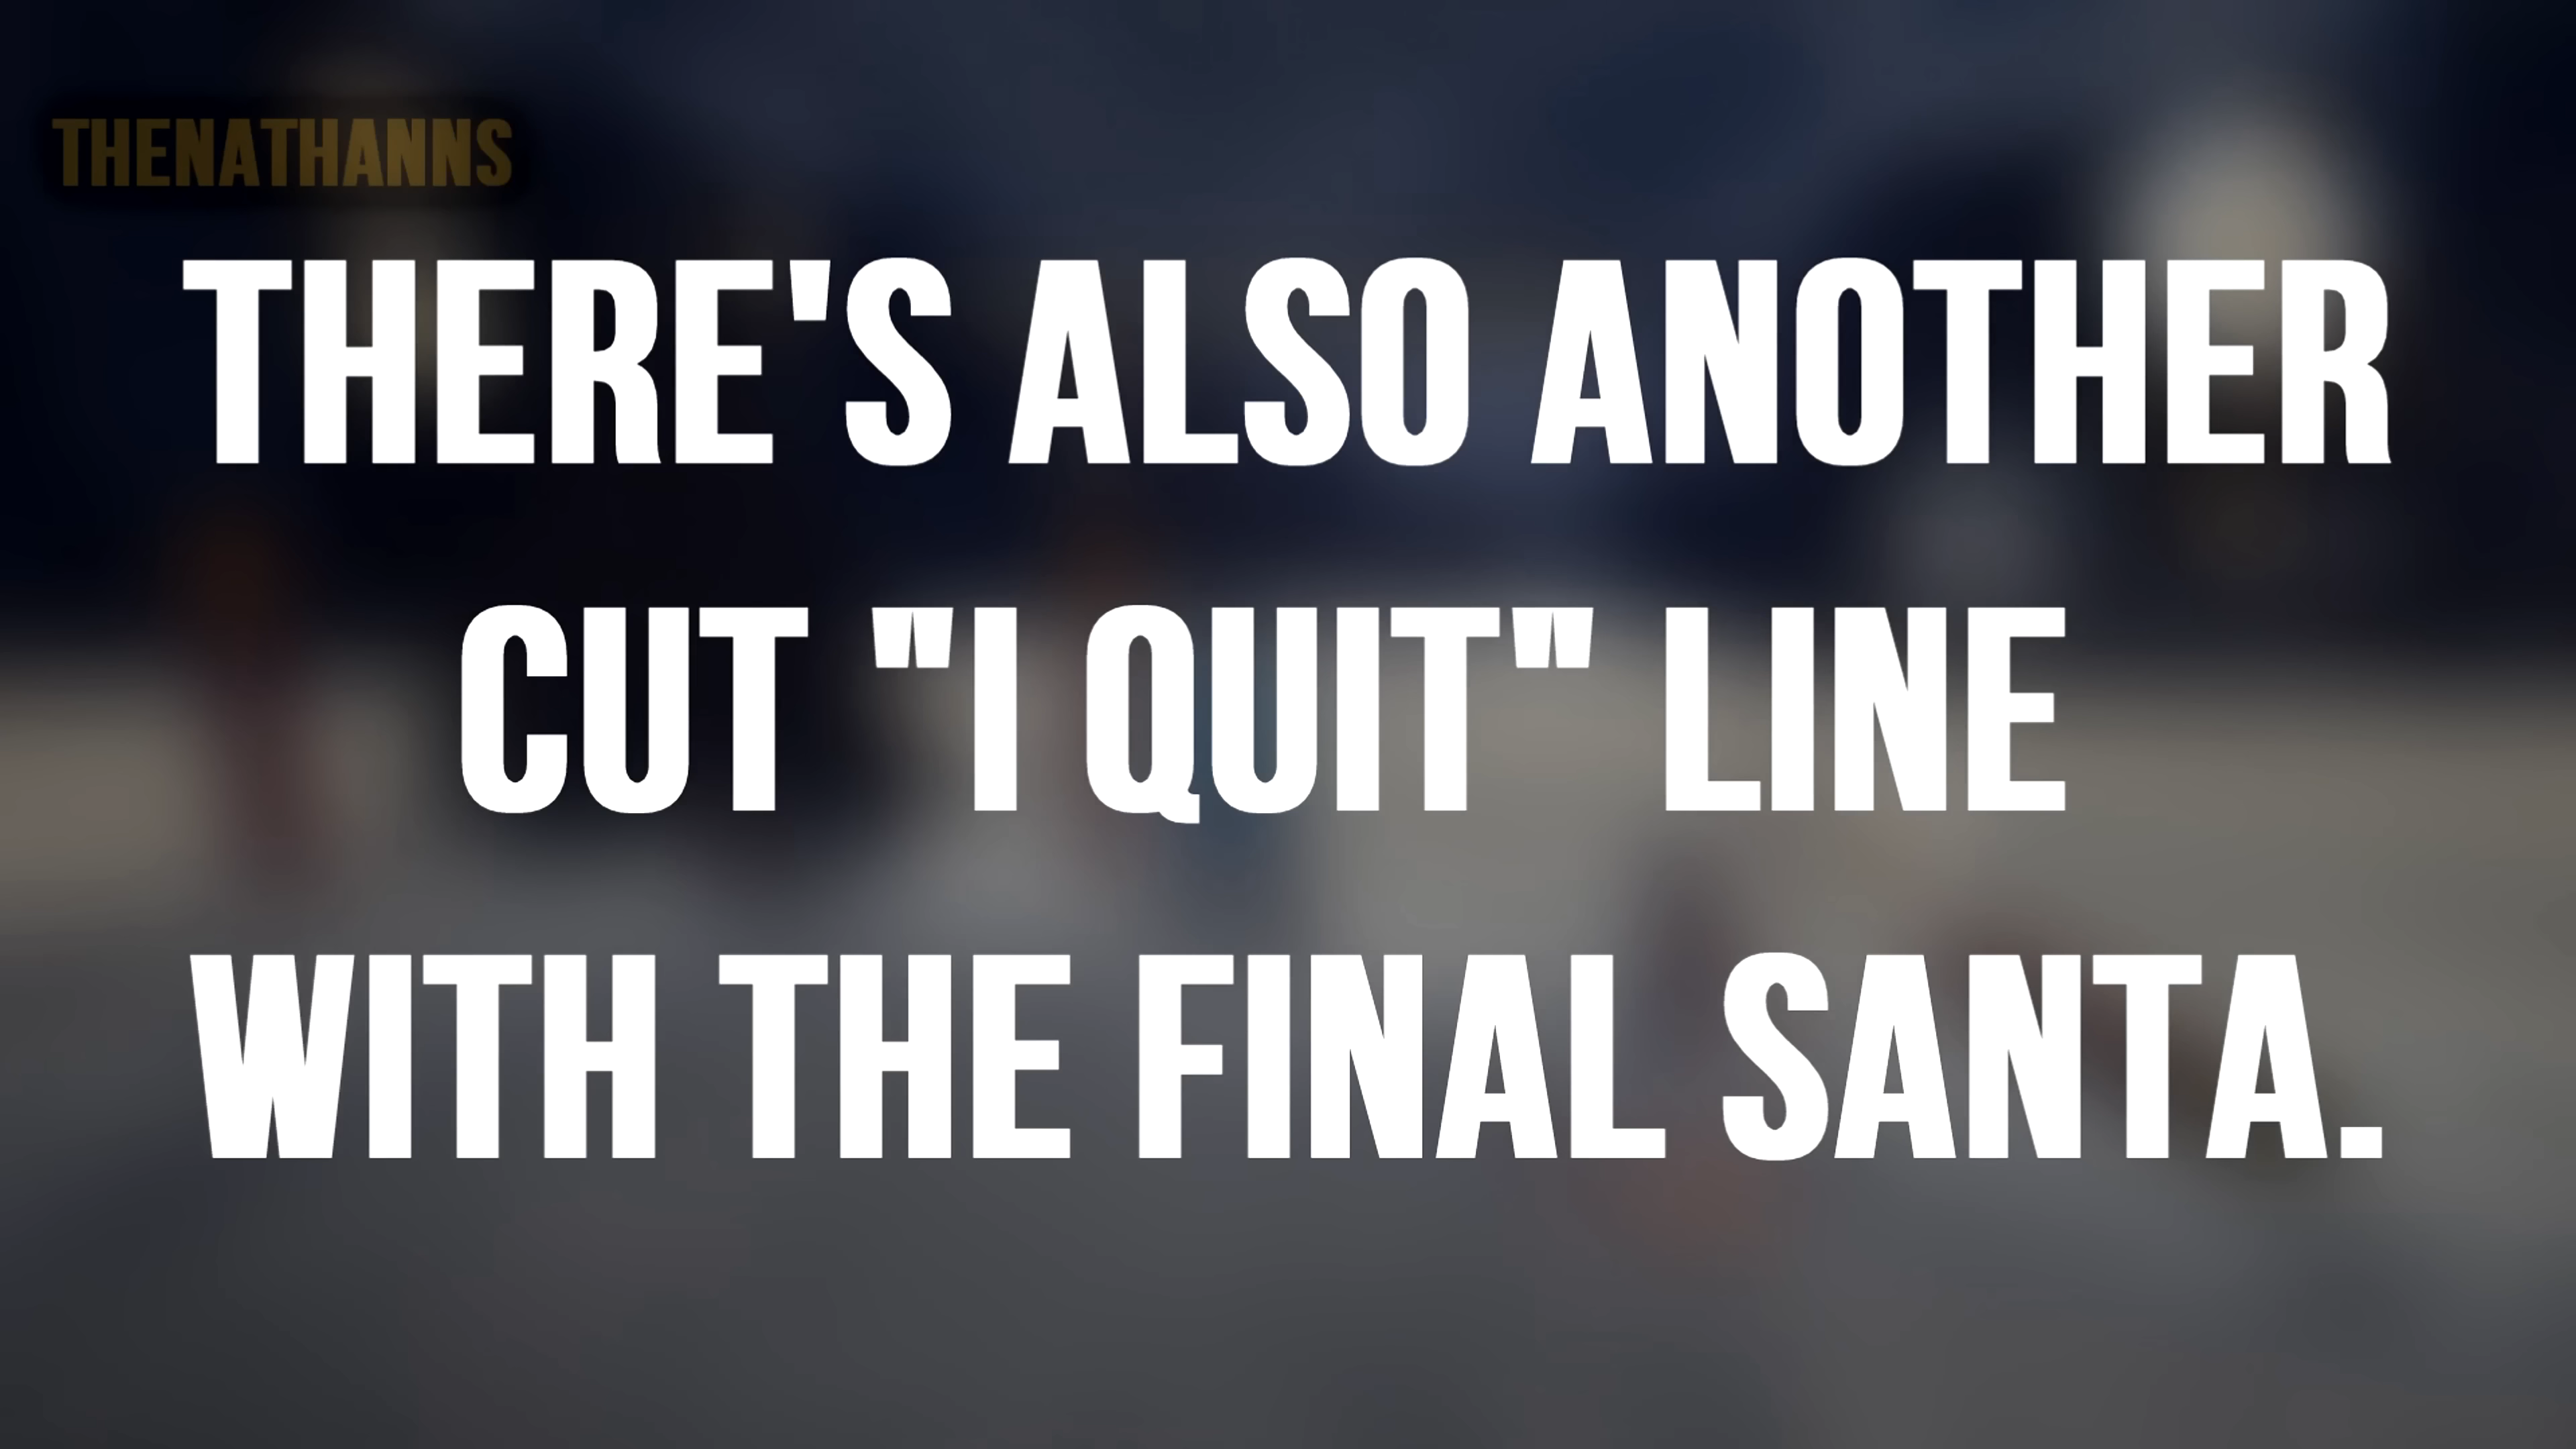 THENATHANNS
THERE'S ALSO ANOTHER
CUT "I QUIT" LINE
WITH THE FINAL SANTA.